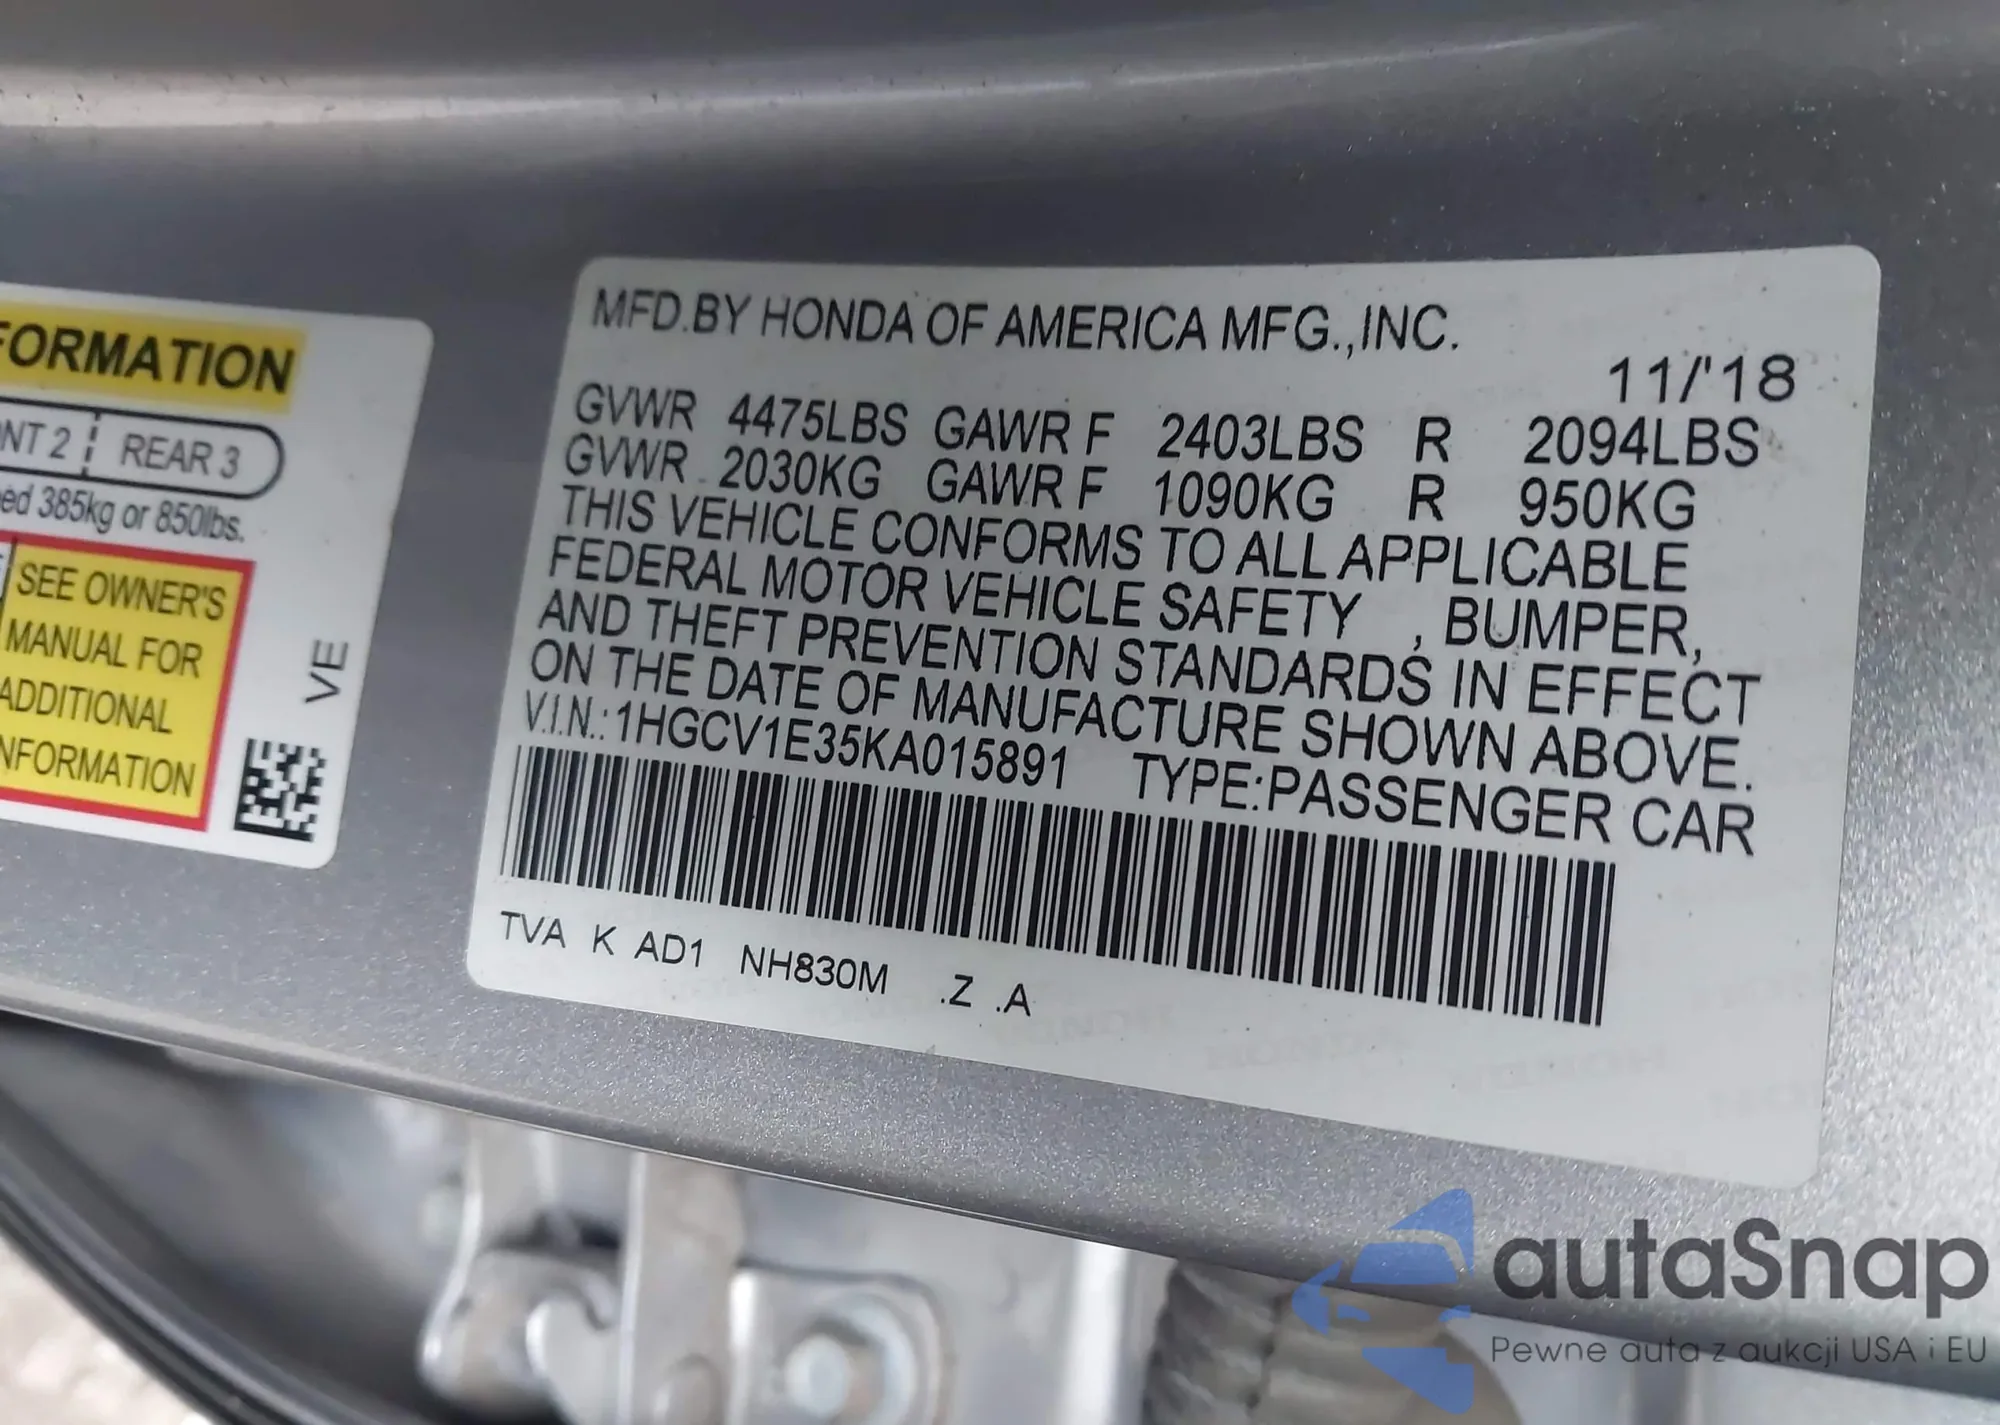 FORMATION
NT 2 REAR 3
ed 385kg or 850lbs.
SEE OWNER'S
MANUAL FOR
ADDITIONAL
NFORMATION
VE
MFD.BY HONDA OF AMERICA MFG.,INC.
11/'18
GVWR 4475LBS GAWR F 2403LBS R 2094LBS
GVWR 2030KG GAWR F 1090KG R 950KG
THIS VEHICLE CONFORMS TO ALL APPLICABLE
FEDERAL MOTOR VEHICLE SAFETY , BUMPER,
AND THEFT PREVENTION STANDARDS IN EFFECT
ON THE DATE OF MANUFACTURE SHOWN ABOVE.
V.I.N.: 1HGCV1E35KA015891 TYPE:PASSENGER CAR
TVA K AD1 NH830M .Z .A
autaSnap
Pewne auta z aukcji USA i EU